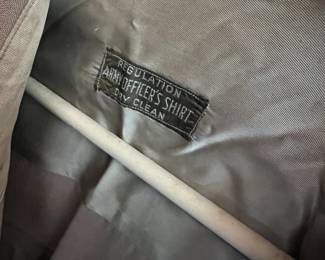 REGULATION
ARMY OFFICER'S SHIRT
DRY CLEAN